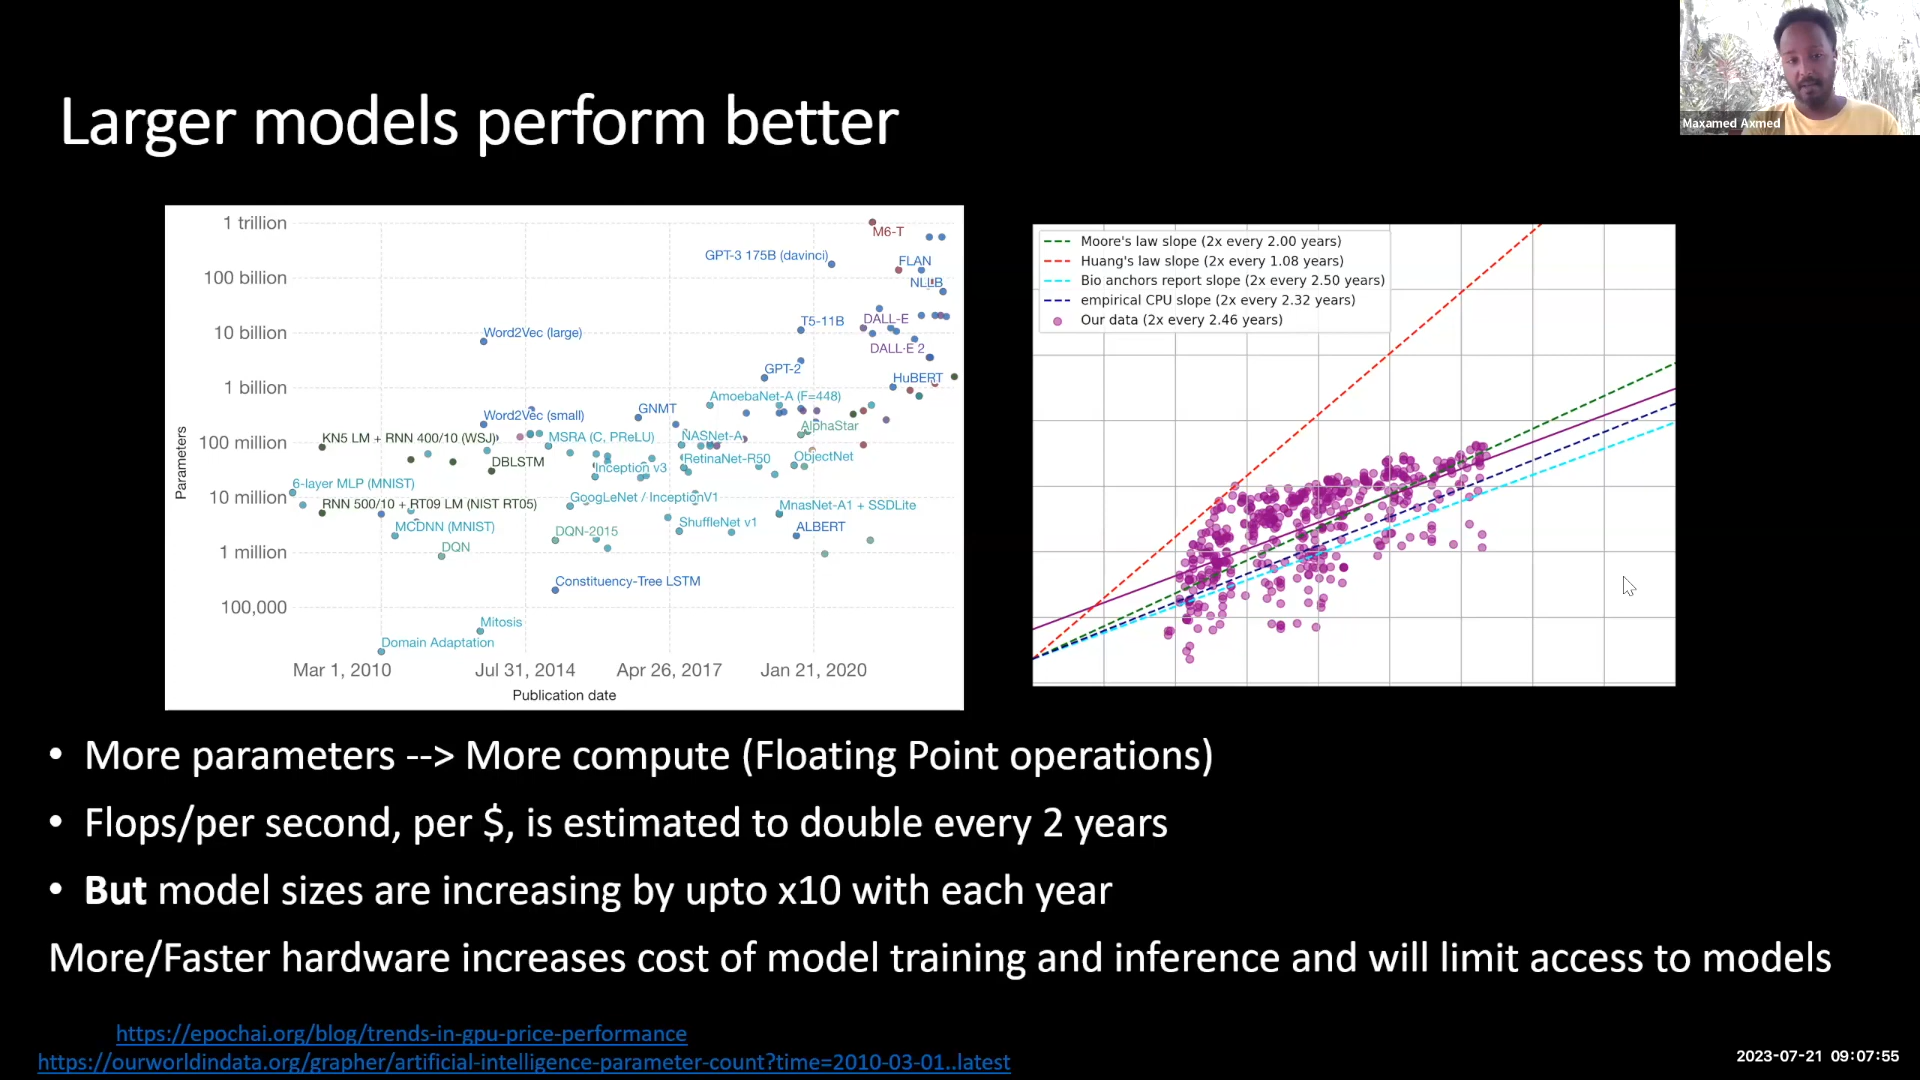 Maxamed Axmed
Larger models perform better
1 trillion
100 billion
10 billion
1 billion
100 million
10 million
1 million
100,000
Parameters
M6-T
GPT-3 175B (davinci)
FLAN
NLLB
Word2Vec (large)
T5-11B
DALL-E
DALL·E 2
GPT-2
HuBERT
AmoebaNet-A (F=448)
Word2Vec (small)
GNMT
AlphaStar
KN5 LM + RNN 400/10 (WSJ)
MSRA (C, PReLU)
NASNet-A
DBLSTM
Inception v3
RetinaNet-R50
ObjectNet
6-layer MLP (MNIST)
RNN 500/10 + RT09 LM (NIST RT05)
GoogLeNet / InceptionV1
MnasNet-A1 + SSDLite
MCDNN (MNIST)
DQN-2015
ShuffleNet v1
ALBERT
DQN
Constituency-Tree LSTM
Mitosis
Domain Adaptation
Mar 1, 2010
Jul 31, 2014
Apr 26, 2017
Jan 21, 2020
Publication date
Moore's law slope (2x every 2.00 years)
Huang's law slope (2x every 1.08 years)
Bio anchors report slope (2x every 2.50 years)
empirical CPU slope (2x every 2.32 years)
Our data (2x every 2.46 years)
• More parameters --> More compute (Floating Point operations)
• Flops/per second, per $, is estimated to double every 2 years
• But model sizes are increasing by upto x10 with each year
More/Faster hardware increases cost of model training and inference and will limit access to models
https://epochai.org/blog/trends-in-gpu-price-performance
https://ourworldindata.org/grapher/artificial-intelligence-parameter-count?time=2010-03-01..latest
2023-07-21 09:07:55